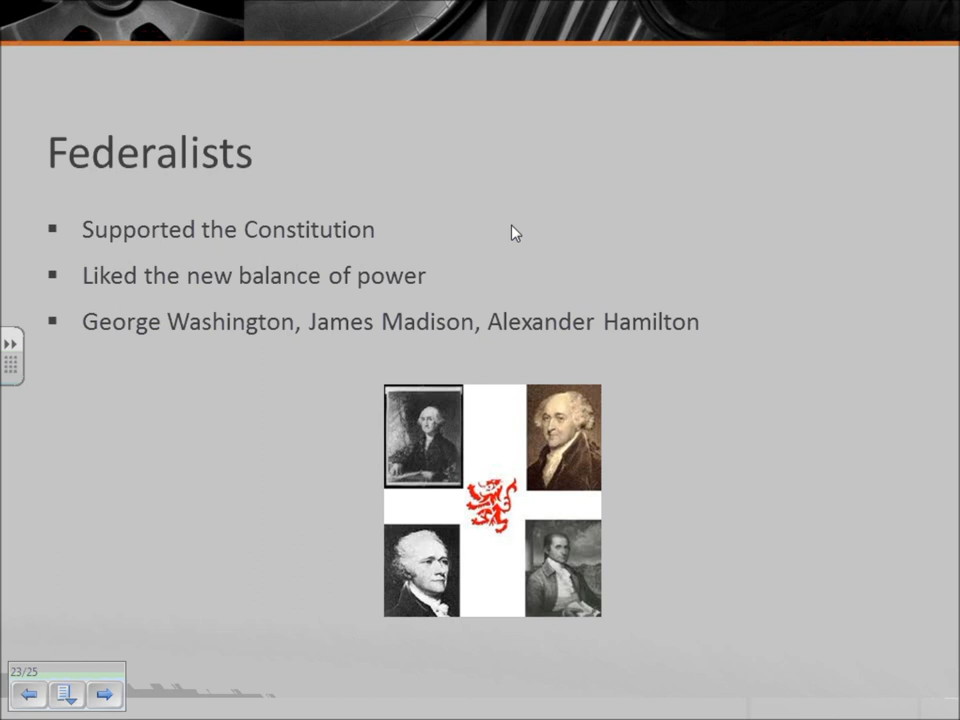 Federalists
▪ Supported the Constitution
▪ Liked the new balance of power
▪ George Washington, James Madison, Alexander Hamilton
23/25